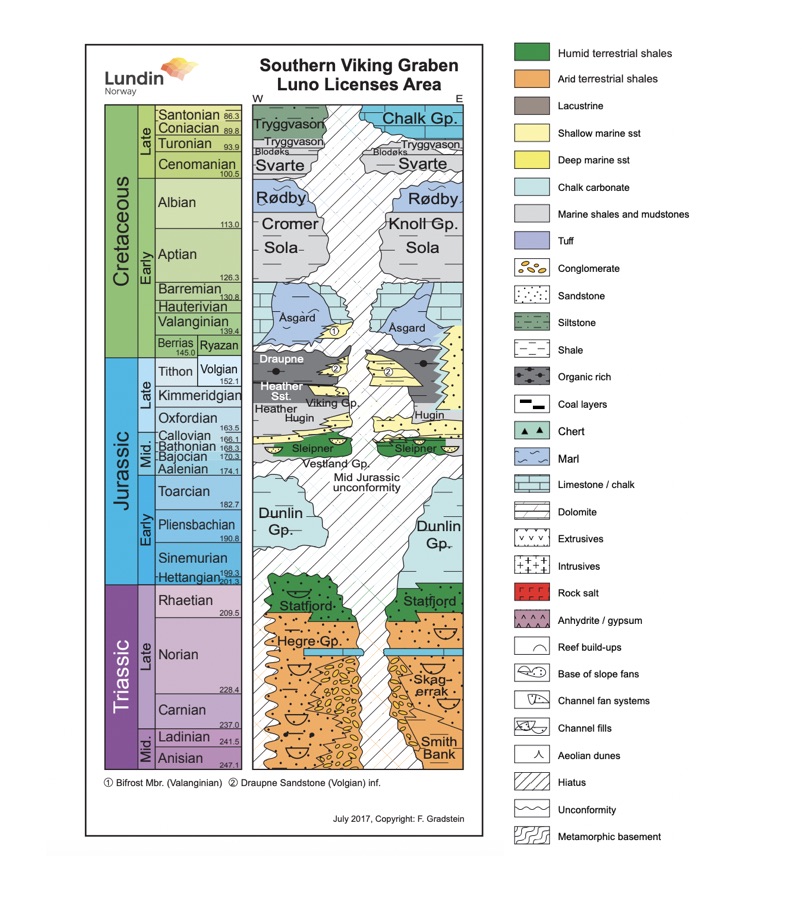 Lundin
Norway
Southern Viking Graben
Luno Licenses Area
W
E
Cretaceous
Late
Santonian 86.3
Coniacian 89.8
Turonian 93.9
Cenomanian
100.5
Early
Albian
113.0
Aptian
126.3
Barremian
130.8
Hauterivian
Valanginian
139.4
Berrias
145.0
Ryazan
Jurassic
Late
Tithon
Volgian
152.1
Kimmeridgian
Oxfordian
163.5
Mid.
Callovian 166.1
Bathonian 168.3
Bajocian 170.3
Aalenian 174.1
Early
Toarcian
182.7
Pliensbachian
190.8
Sinemurian
199.3
Hettangian
201.3
Triassic
Late
Rhaetian
209.5
Norian
228.4
Carnian
237.0
Mid.
Ladinian
241.5
Anisian
247.1
Tryggvason
Chalk Gp.
Tryggvason
Blodøks
Svarte
Tryggvason
Blodøks
Svarte
Rødby
Rødby
Cromer
Knoll Gp.
Sola
Sola
Åsgard
①
Åsgard
Draupne
②
②
Heather
Sst.
Viking Gp.
Heather
Hugin
Hugin
Sleipner
Sleipner
Vestland Gp.
Mid Jurassic
unconformity
Dunlin
Gp.
Dunlin
Gp.
Statfjord
Statfjord
Hegre Gp.
Skag-
errak
Smith
Bank
① Bifrost Mbr. (Valanginian) ② Draupne Sandstone (Volgian) inf.
July 2017, Copyright: F. Gradstein
Humid terrestrial shales
Arid terrestrial shales
Lacustrine
Shallow marine sst
Deep marine sst
Chalk carbonate
Marine shales and mudstones
Tuff
Conglomerate
Sandstone
Siltstone
Shale
Organic rich
Coal layers
Chert
Marl
Limestone / chalk
Dolomite
Extrusives
Intrusives
Rock salt
Anhydrite / gypsum
Reef build-ups
Base of slope fans
Channel fan systems
Channel fills
Aeolian dunes
Hiatus
Unconformity
Metamorphic basement